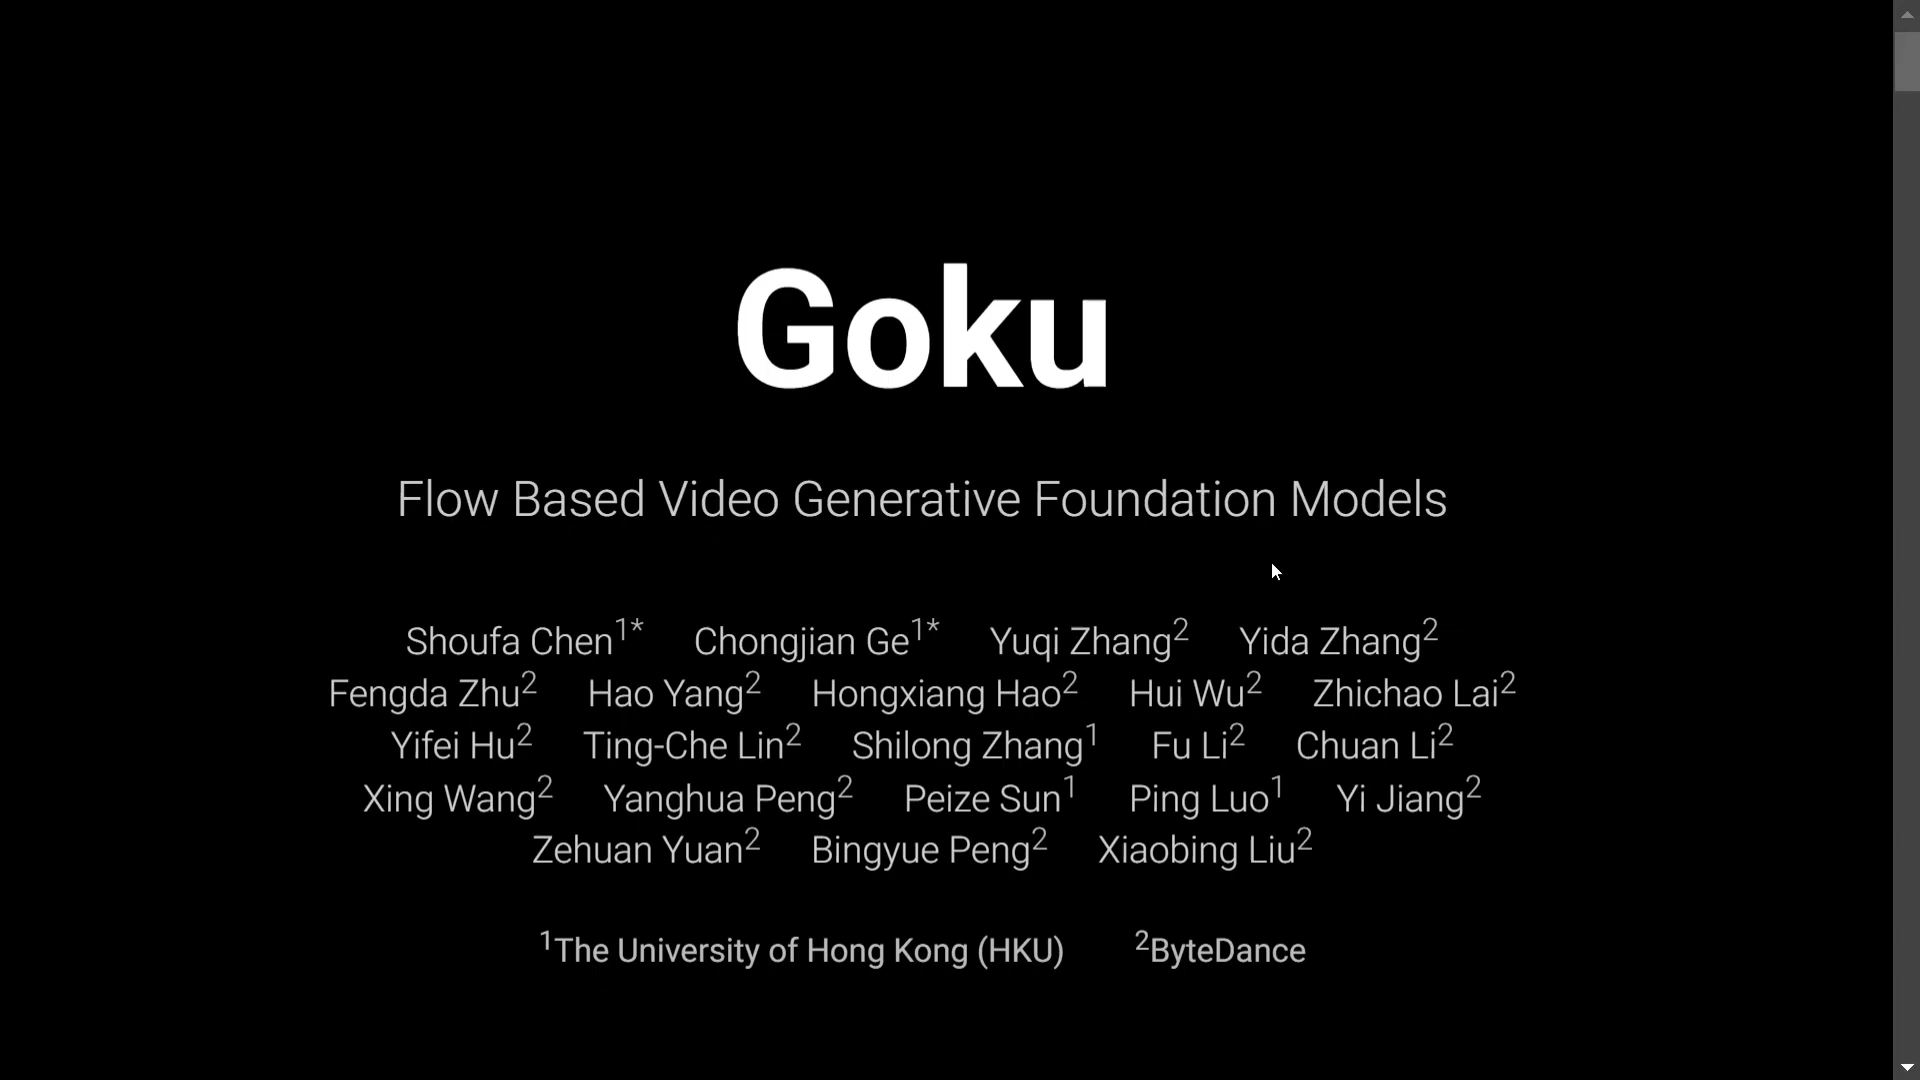 Goku
Flow Based Video Generative Foundation Models
Shoufa Chen1* Chongjian Ge1* Yuqi Zhang2 Yida Zhang2
Fengda Zhu2 Hao Yang2 Hongxiang Hao2 Hui Wu2 Zhichao Lai2
Yifei Hu2 Ting-Che Lin2 Shilong Zhang1 Fu Li2 Chuan Li2
Xing Wang2 Yanghua Peng2 Peize Sun1 Ping Luo1 Yi Jiang2
Zehuan Yuan2 Bingyue Peng2 Xiaobing Liu2
1The University of Hong Kong (HKU) 2ByteDance